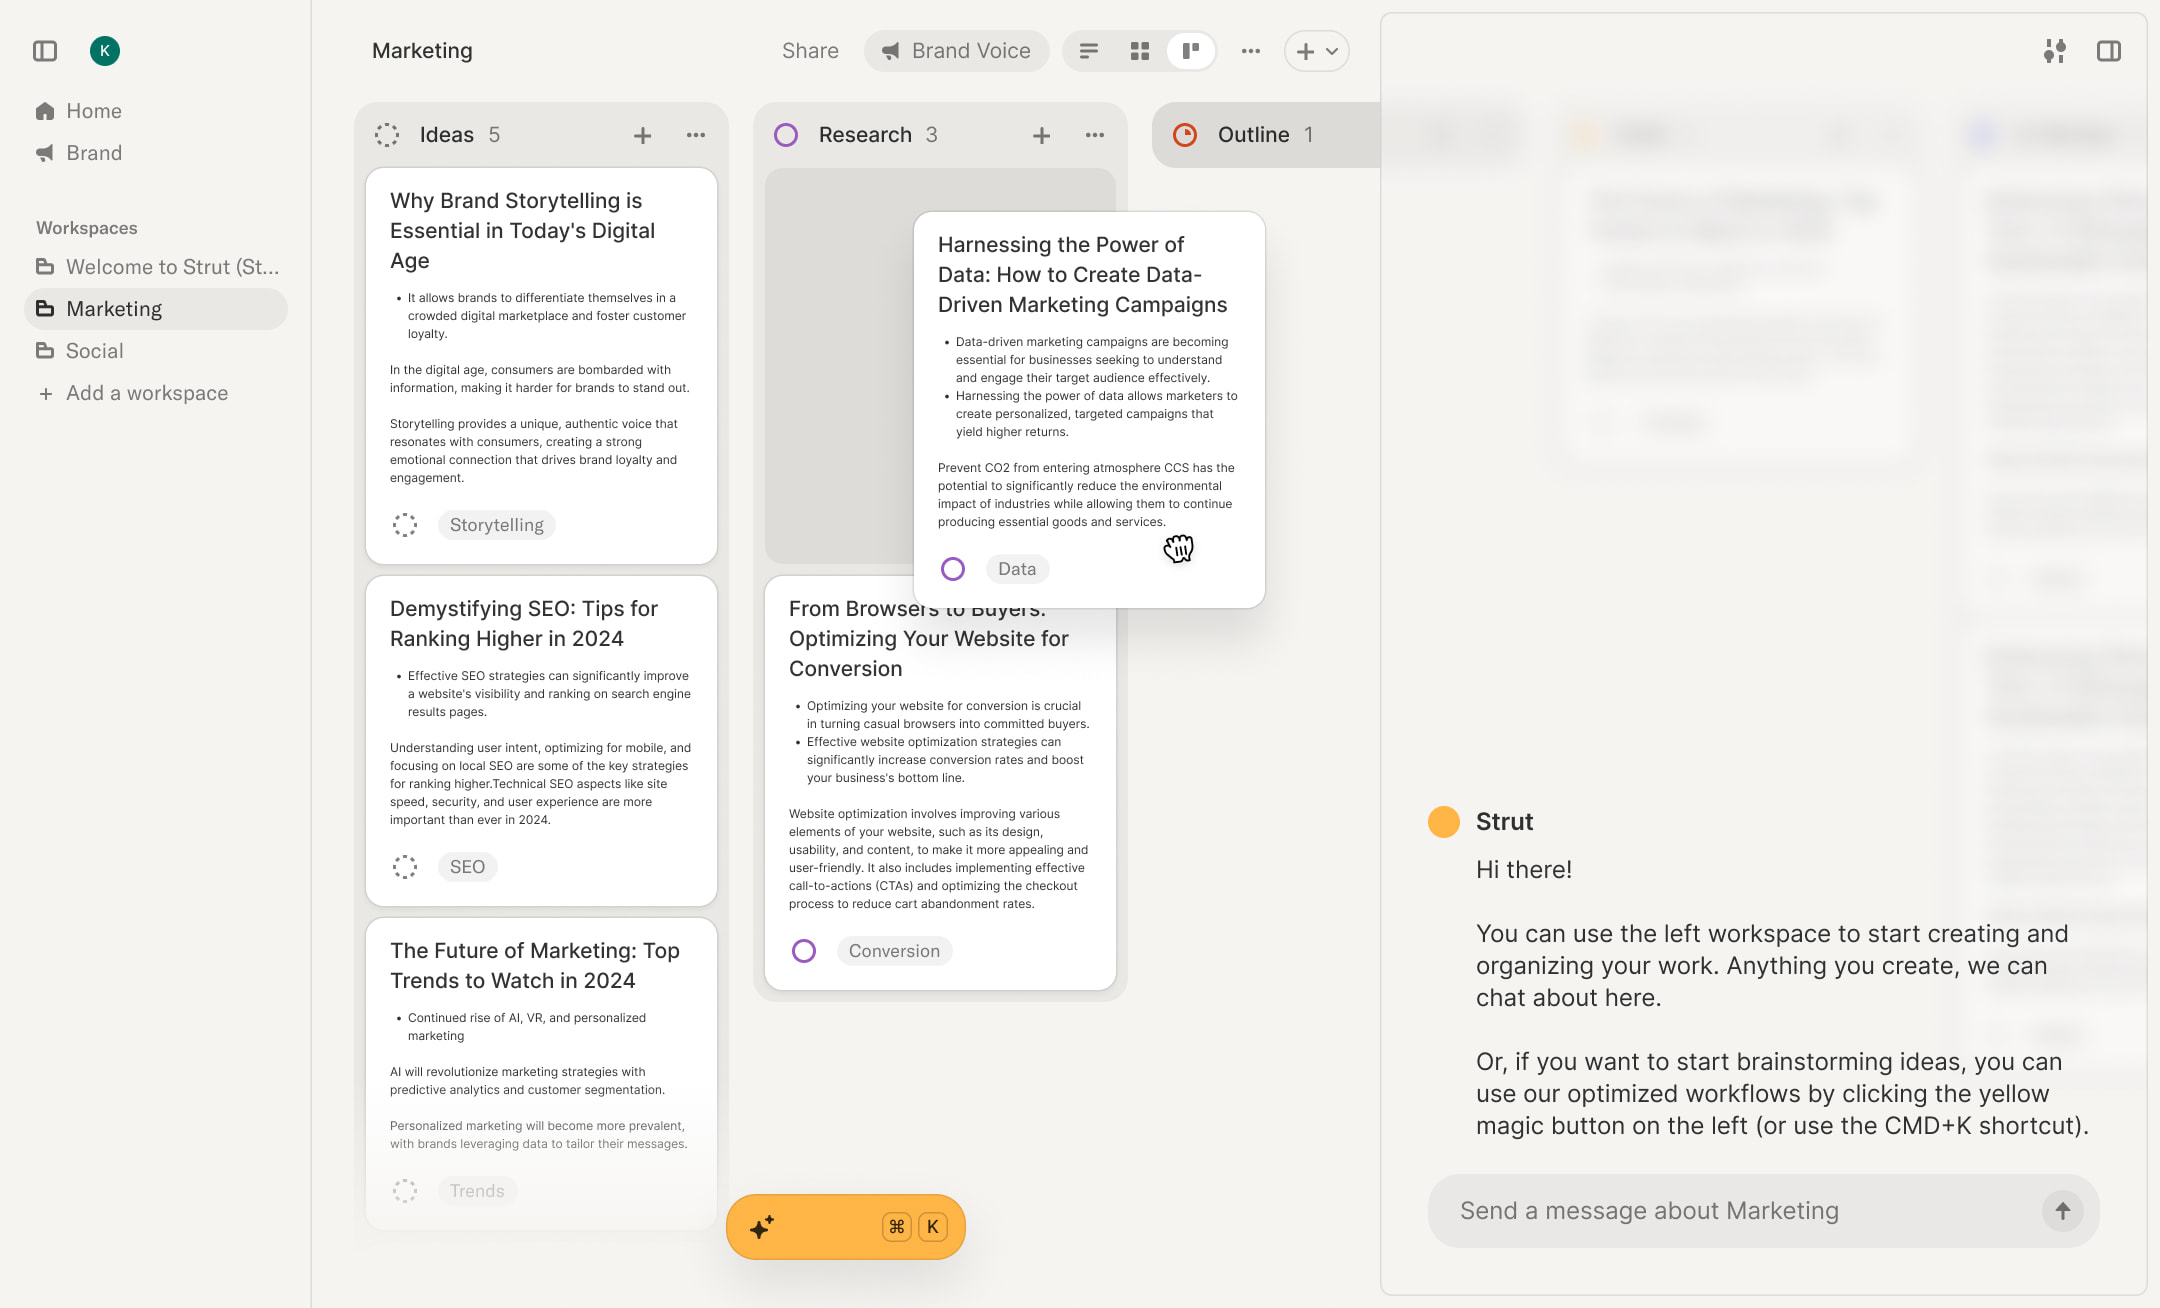 K
Home
Brand
Workspaces
Welcome to Strut (St...
Marketing
Social
Add a workspace
Marketing
Share
Brand Voice
Ideas 5
Why Brand Storytelling is
Essential in Today's Digital
Age
• It allows brands to differentiate themselves in a
crowded digital marketplace and foster customer
loyalty.
In the digital age, consumers are bombarded with
information, making it harder for brands to stand out.
Storytelling provides a unique, authentic voice that
resonates with consumers, creating a strong
emotional connection that drives brand loyalty and
engagement.
Storytelling
Demystifying SEO: Tips for
Ranking Higher in 2024
• Effective SEO strategies can significantly improve
a website's visibility and ranking on search engine
results pages.
Understanding user intent, optimizing for mobile, and
focusing on local SEO are some of the key strategies
for ranking higher.Technical SEO aspects like site
speed, security, and user experience are more
important than ever in 2024.
SEO
The Future of Marketing: Top
Trends to Watch in 2024
• Continued rise of AI, VR, and personalized
marketing
AI will revolutionize marketing strategies with
predictive analytics and customer segmentation.
Personalized marketing will become more prevalent,
with brands leveraging data to tailor their messages.
Trends
Research 3
Harnessing the Power of
Data: How to Create Data-
Driven Marketing Campaigns
• Data-driven marketing campaigns are becoming
essential for businesses seeking to understand
and engage their target audience effectively.
• Harnessing the power of data allows marketers to
create personalized, targeted campaigns that
yield higher returns.
Prevent CO2 from entering atmosphere CCS has the
potential to significantly reduce the environmental
impact of industries while allowing them to continue
producing essential goods and services.
Data
From Browsers to Buyers:
Optimizing Your Website for
Conversion
• Optimizing your website for conversion is crucial
in turning casual browsers into committed buyers.
• Effective website optimization strategies can
significantly increase conversion rates and boost
your business's bottom line.
Website optimization involves improving various
elements of your website, such as its design,
usability, and content, to make it more appealing and
user-friendly. It also includes implementing effective
call-to-actions (CTAs) and optimizing the checkout
process to reduce cart abandonment rates.
Conversion
Outline 1
⌘ K
Strut
Hi there!
You can use the left workspace to start creating and
organizing your work. Anything you create, we can
chat about here.
Or, if you want to start brainstorming ideas, you can
use our optimized workflows by clicking the yellow
magic button on the left (or use the CMD+K shortcut).
Send a message about Marketing